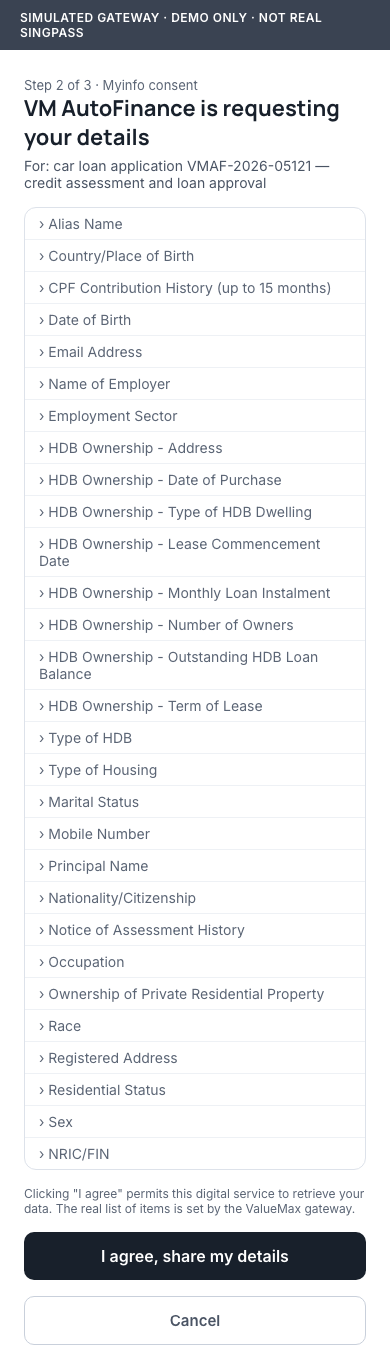 SIMULATED GATEWAY · DEMO ONLY · NOT REAL
SINGPASS
Step 2 of 3 · Myinfo consent
VM AutoFinance is requesting
your details
For: car loan application VMAF-2026-05121 —
credit assessment and loan approval
› Alias Name
› Country/Place of Birth
› CPF Contribution History (up to 15 months)
› Date of Birth
› Email Address
› Name of Employer
› Employment Sector
› HDB Ownership - Address
› HDB Ownership - Date of Purchase
› HDB Ownership - Type of HDB Dwelling
› HDB Ownership - Lease Commencement
Date
› HDB Ownership - Monthly Loan Instalment
› HDB Ownership - Number of Owners
› HDB Ownership - Outstanding HDB Loan
Balance
› HDB Ownership - Term of Lease
› Type of HDB
› Type of Housing
› Marital Status
› Mobile Number
› Principal Name
› Nationality/Citizenship
› Notice of Assessment History
› Occupation
› Ownership of Private Residential Property
› Race
› Registered Address
› Residential Status
› Sex
› NRIC/FIN
Clicking "I agree" permits this digital service to retrieve your
data. The real list of items is set by the ValueMax gateway.
I agree, share my details
Cancel